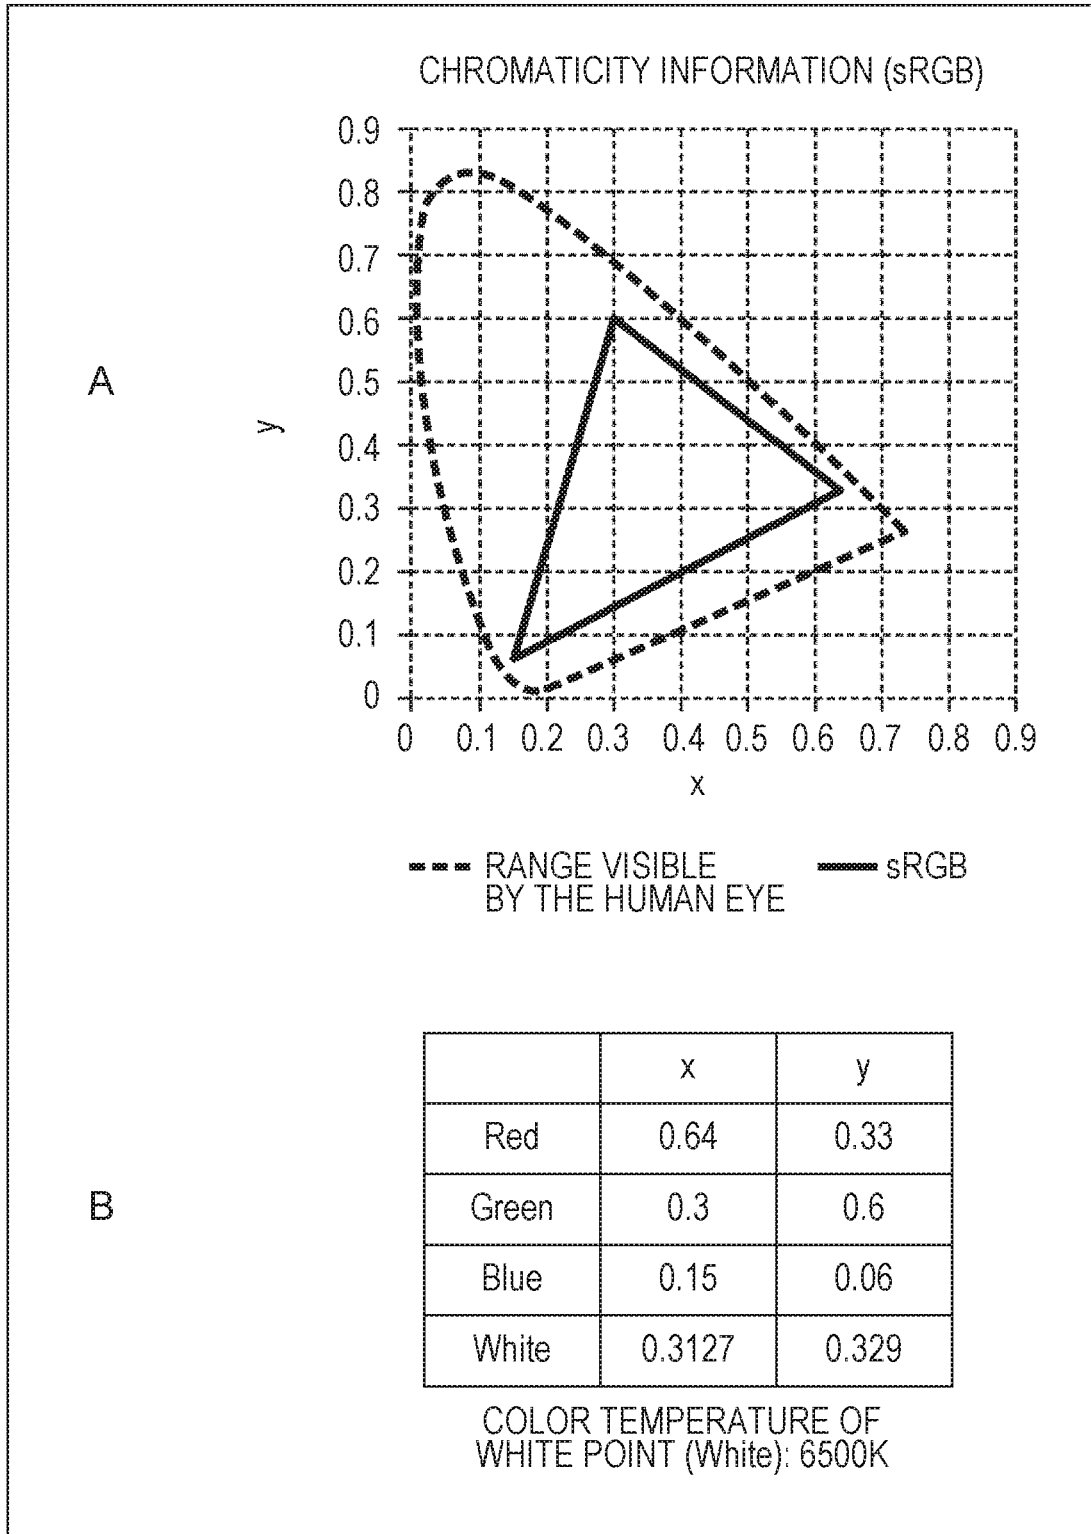 CHROMATICITY INFORMATION (sRGB)
0.9
0.8
0.7
0.6
A
0.5
y
0.4
0.3
0.2
0.1
0
0 0.1 0.2 0.3 0.4 0.5 0.6 0.7 0.8 0.9
x
RANGE VISIBLE
BY THE HUMAN EYE
sRGB
x y
Red 0.64 0.33
B
Green 0.3 0.6
Blue 0.15 0.06
White 0.3127 0.329
COLOR TEMPERATURE OF
WHITE POINT (White): 6500K